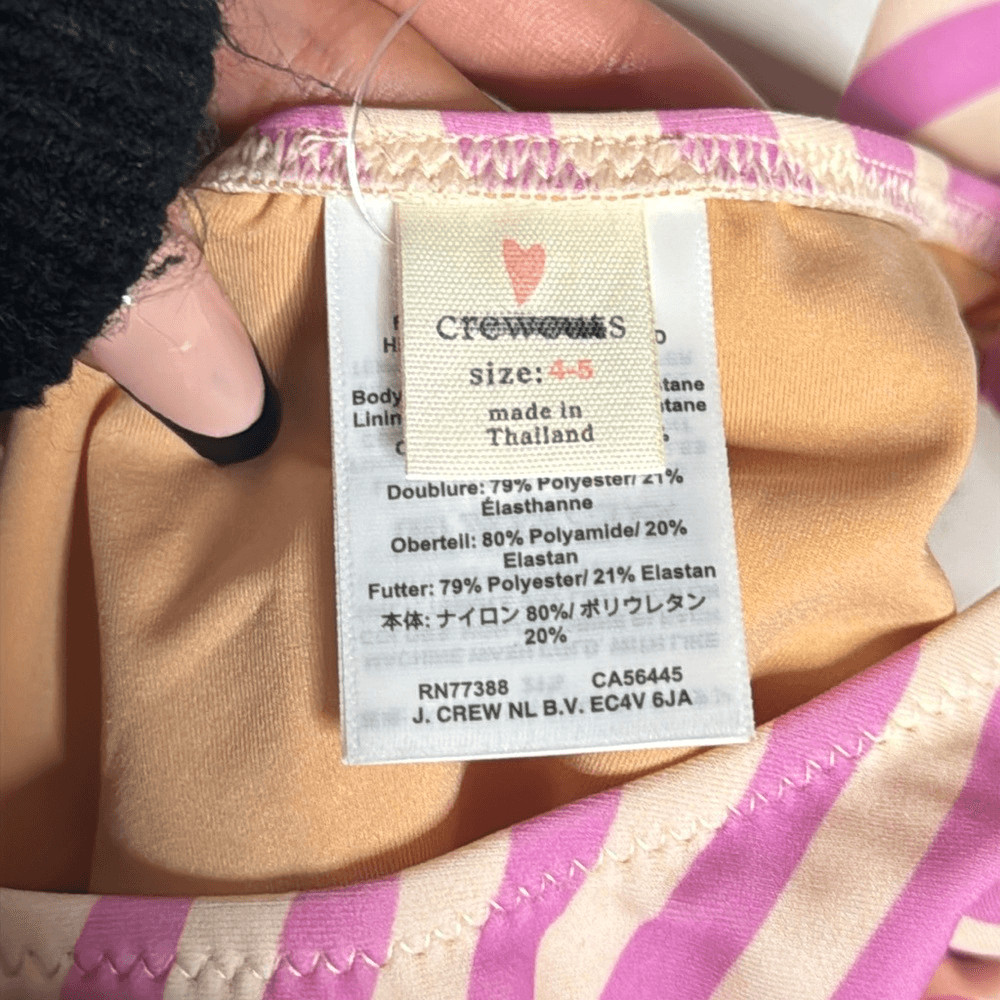 crewcuts
size: 4-5
made in
Thailand
Body
tane
tane
Doublure: 79% Polyester/ 21%
Élasthanne
Oberteil: 80% Polyamide/ 20%
Elastan
Futter: 79% Polyester/ 21% Elastan
本体: ナイロン 80%/ ポリウレタン
20%
RN77388 CA56445
J. CREW NL B.V. EC4V 6JA